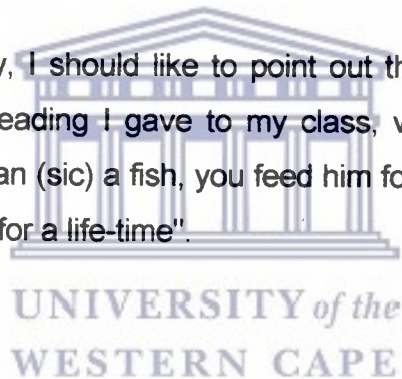 y, I should like to point out th
eading I gave to my class, v
an (sic) a fish, you feed him fo
for a life-time".
UNIVERSITY of the
WESTERN CAPE